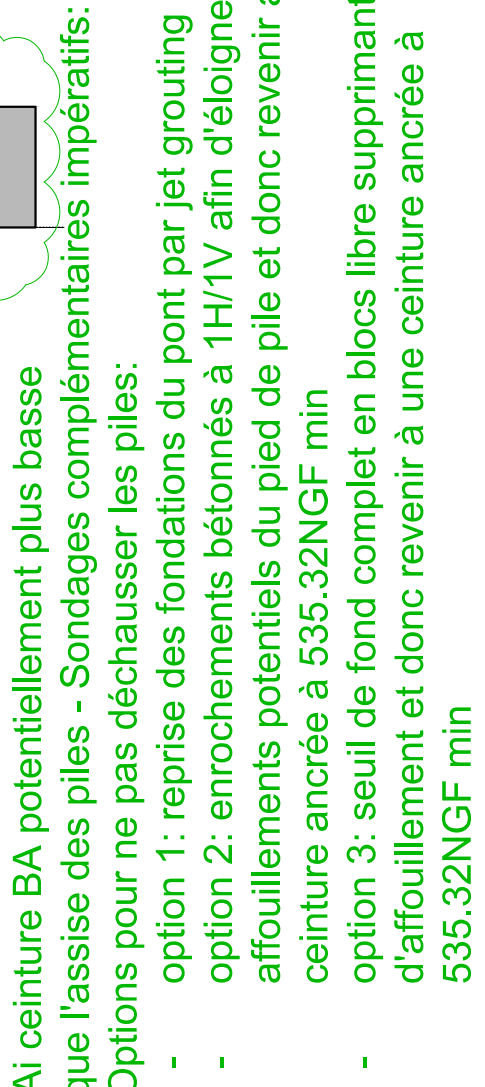 Ai ceinture BA potentiellement plus basse
que l'assise des piles - Sondages complémentaires impératifs:
Options pour ne pas déchausser les piles:
- option 1: reprise des fondations du pont par jet grouting
- option 2: enrochements bétonnés à 1H/1V afin d'éloigne
affouillements potentiels du pied de pile et donc revenir à
ceinture ancrée à 535.32NGF min
- option 3: seuil de fond complet en blocs libre supprimant
d'affouillement et donc revenir à une ceinture ancrée à
535.32NGF min